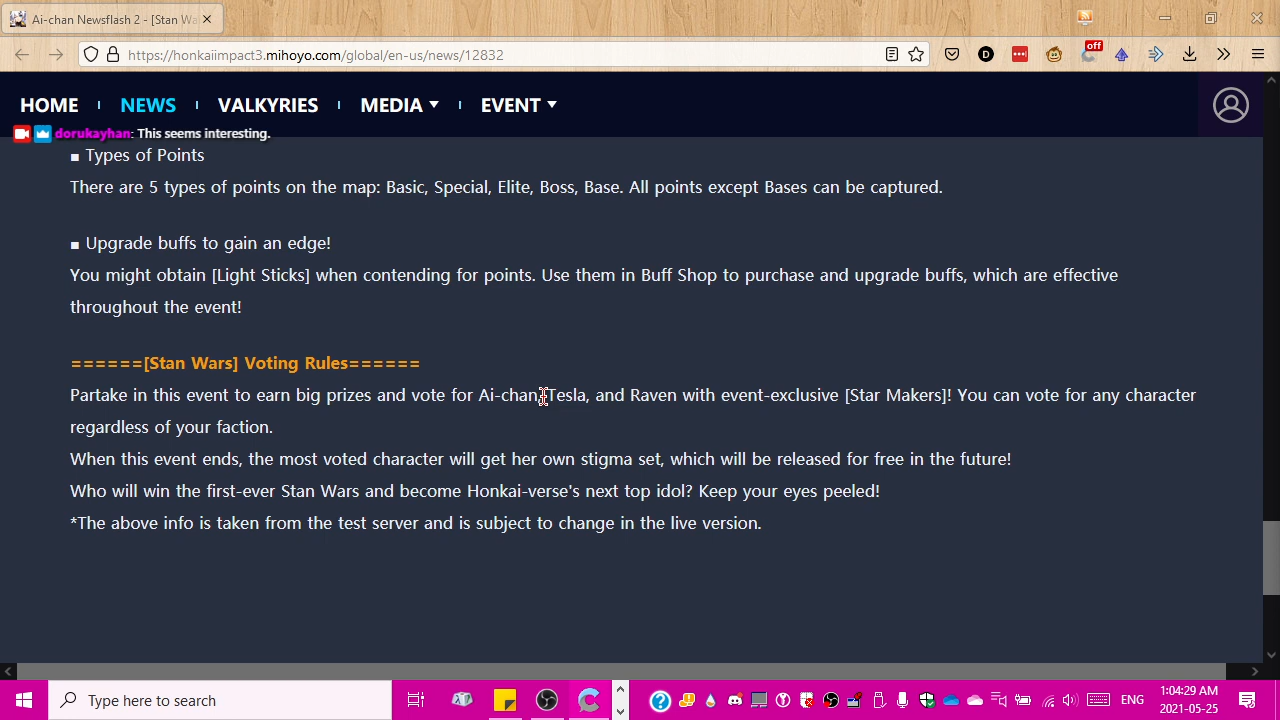 Ai-chan Newsflash 2 - [Stan Wa
https://honkaiimpact3.mihoyo.com/global/en-us/news/12832
off
HOME NEWS VALKYRIES MEDIA EVENT
dorukayhan: This seems interesting.
■ Types of Points
There are 5 types of points on the map: Basic, Special, Elite, Boss, Base. All points except Bases can be captured.
■ Upgrade buffs to gain an edge!
You might obtain [Light Sticks] when contending for points. Use them in Buff Shop to purchase and upgrade buffs, which are effective
throughout the event!
======[Stan Wars] Voting Rules======
Partake in this event to earn big prizes and vote for Ai-chan, Tesla, and Raven with event-exclusive [Star Makers]! You can vote for any character
regardless of your faction.
When this event ends, the most voted character will get her own stigma set, which will be released for free in the future!
Who will win the first-ever Stan Wars and become Honkai-verse's next top idol? Keep your eyes peeled!
*The above info is taken from the test server and is subject to change in the live version.
Type here to search
ENG
1:04:29 AM
2021-05-25